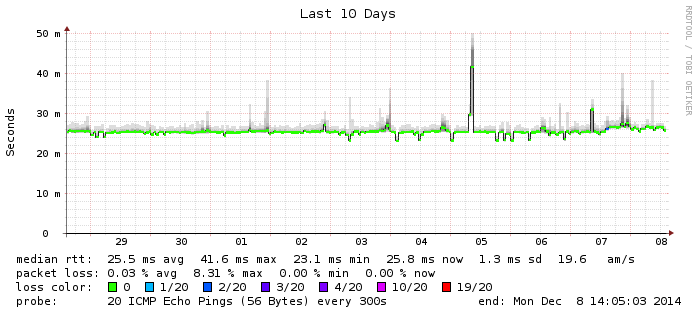 Last 10 Days
RRDTOOL / TOBI OETIKER
Seconds
50 m
40 m
30 m
20 m
10 m
0
29 30 01 02 03 04 05 06 07 08
median rtt: 25.5 ms avg 41.6 ms max 23.1 ms min 25.8 ms now 1.3 ms sd 19.6 am/s
packet loss: 0.03 % avg 8.31 % max 0.00 % min 0.00 % now
loss color: 0 1/20 2/20 3/20 4/20 10/20 19/20
probe: 20 ICMP Echo Pings (56 Bytes) every 300s end: Mon Dec 8 14:05:03 2014